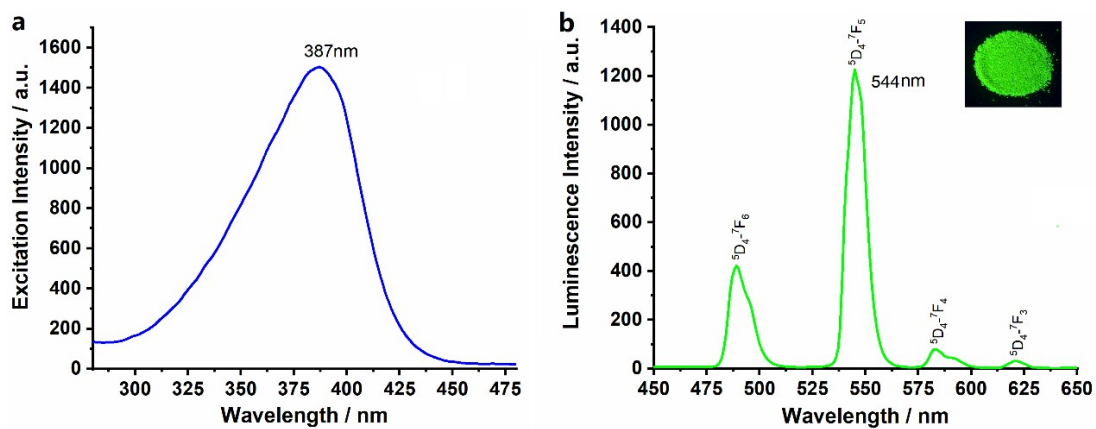 a
387nm
Excitation Intensity / a.u.
1600
1400
1200
1000
800
600
400
200
0
300
325
350
375
400
425
450
475
Wavelength / nm
b
⁵D₄-⁷F₅
544nm
⁵D₄-⁷F₆
⁵D₄-⁷F₄
⁵D₄-⁷F₃
Luminescence Intensity / a.u.
1400
1200
1000
800
600
400
200
0
450
475
500
525
550
575
600
625
650
Wavelength / nm